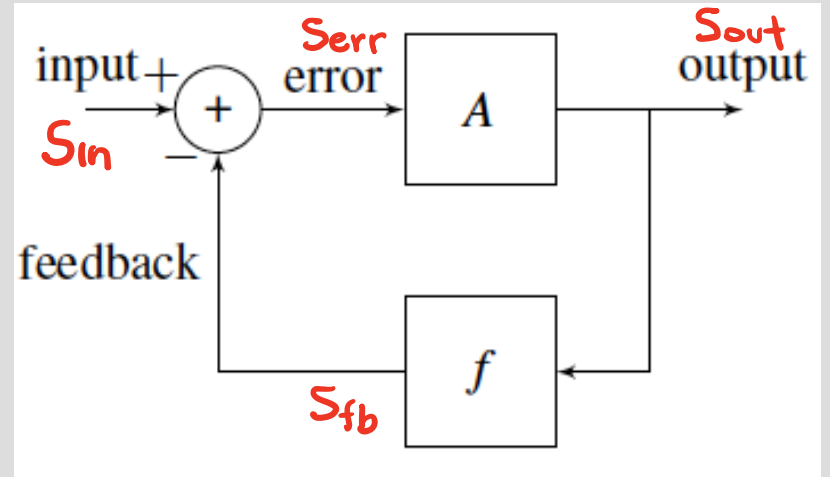 Serr
Sout
input +
error
output
+
A
Sin
−
feedback
f
Sfb